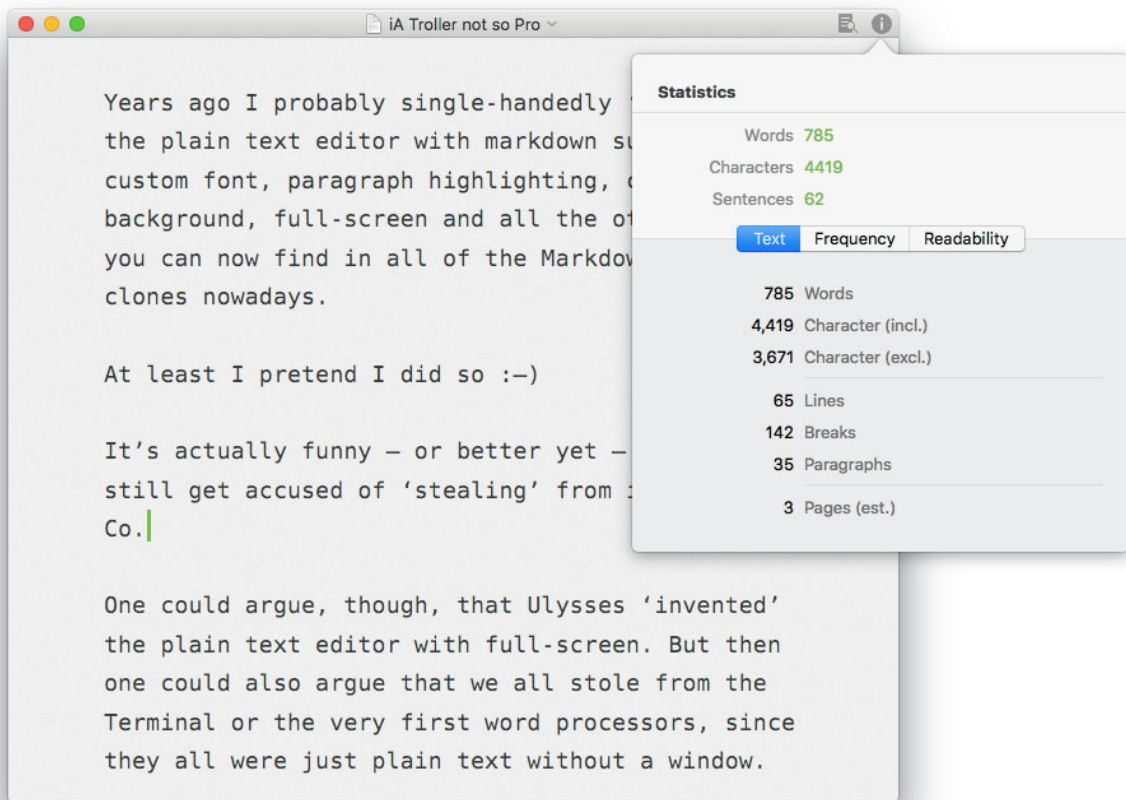 iA Troller not so Pro
Years ago I probably single-handedly
the plain text editor with markdown
custom font, paragraph highlighting,
background, full-screen and all the
you can now find in all of the
clones nowadays.
At least I pretend I did so :–)
It’s actually funny – or better yet –
still get accused of ‘stealing’ from
Co.
One could argue, though, that Ulysses ‘invented’
the plain text editor with full-screen. But then
one could also argue that we all stole from the
Terminal or the very first word processors, since
they all were just plain text without a window.
Statistics
Words 785
Characters 4419
Sentences 62
Text Frequency Readability
785 Words
4,419 Character (incl.)
3,671 Character (excl.)
65 Lines
142 Breaks
35 Paragraphs
3 Pages (est.)